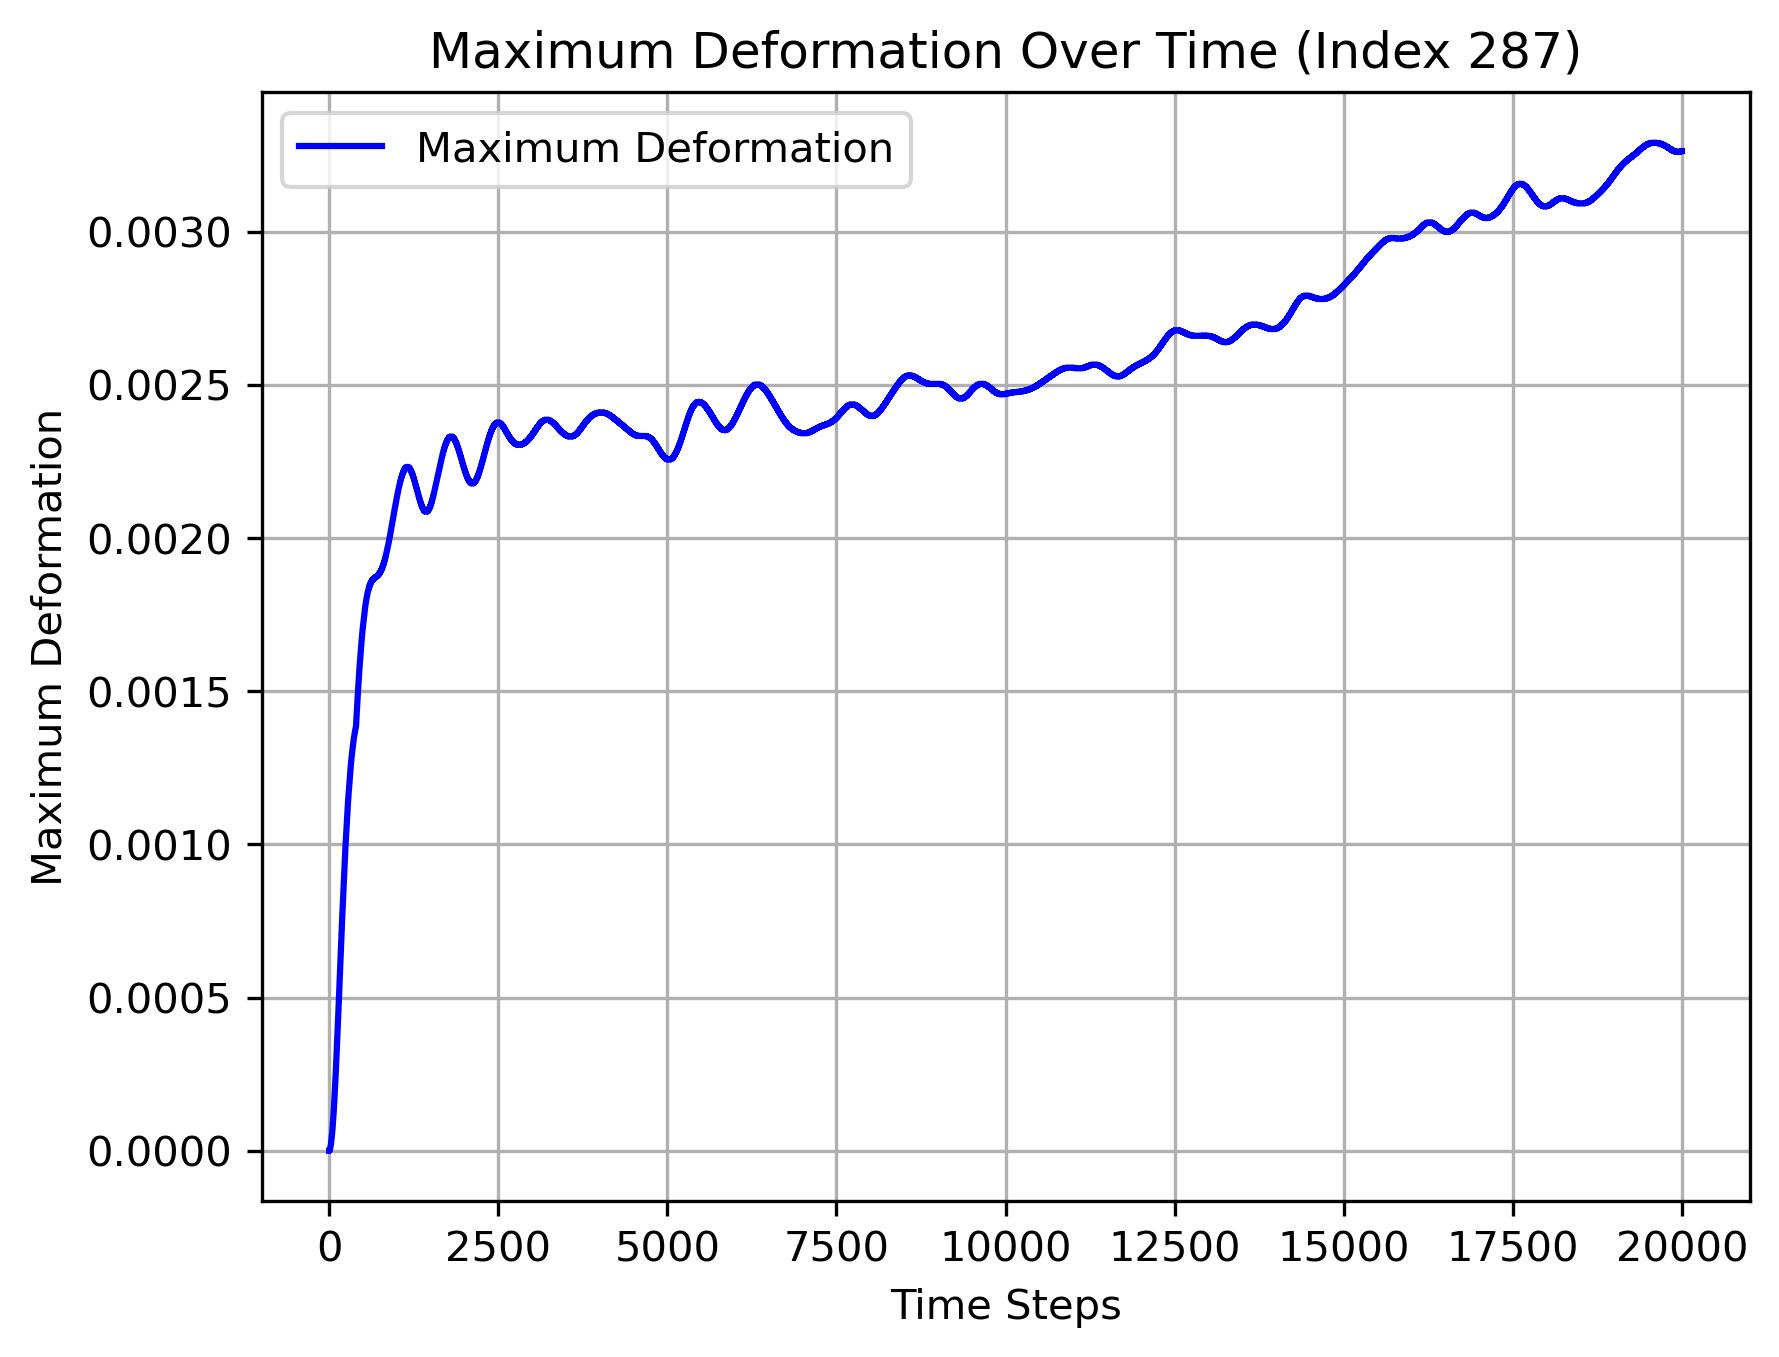 Maximum Deformation Over Time (Index 287)
Maximum Deformation
Maximum Deformation
0.0030
0.0025
0.0020
0.0015
0.0010
0.0005
0.0000
0 2500 5000 7500 10000 12500 15000 17500 20000
Time Steps